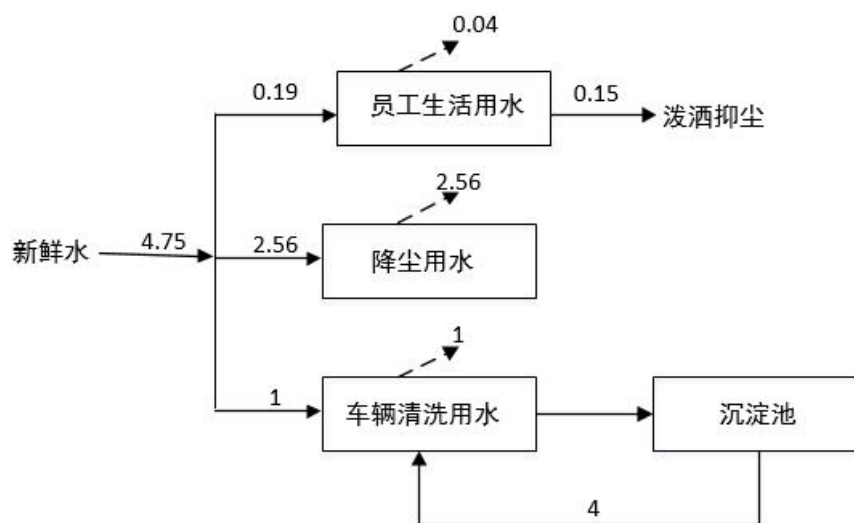 0.04
0.19
员工生活用水
0.15
泼洒抑尘
2.56
新鲜水
4.75
2.56
降尘用水
1
1
车辆清洗用水
沉淀池
4